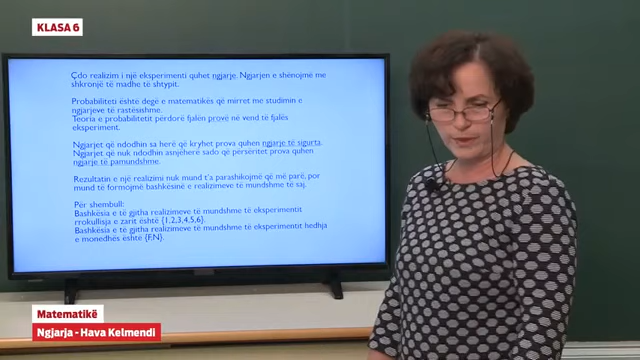 KLASA 6
Çdo realizim i një eksperimenti quhet ngjarje. Ngjarjen e shënojmë me
shkronjë të madhe të shtypit.
Probabiliteti është degë e matematikës që mirret me studimin e
ngjarjeve të rastësishme.
Teoria e probabilitetit përdorë fjalën provë në vend të fjalës
eksperiment.
Ngjarjet që ndodhin sa herë që kryhet prova quhen ngjarje të sigurta.
Ngjarjet që nuk ndodhin asnjëherë sado që përsëritet prova quhen
ngjarje të pamundshme.
Rezultatin e një realizimi nuk mund t'a parashikojmë që më parë, por
mund të formojmë bashkësinë e realizimeve të mundshme të saj.
Për shembull:
Bashkësia e të gjitha realizimeve të mundshme të eksperimentit
rrokullisja e zarit është {1,2,3,4,5,6}.
Bashkësia e të gjitha realizimeve të mundshme të eksperimentit hedhja
e monedhës është {F,N}.
Matematikë
Ngjarja - Hava Kelmendi